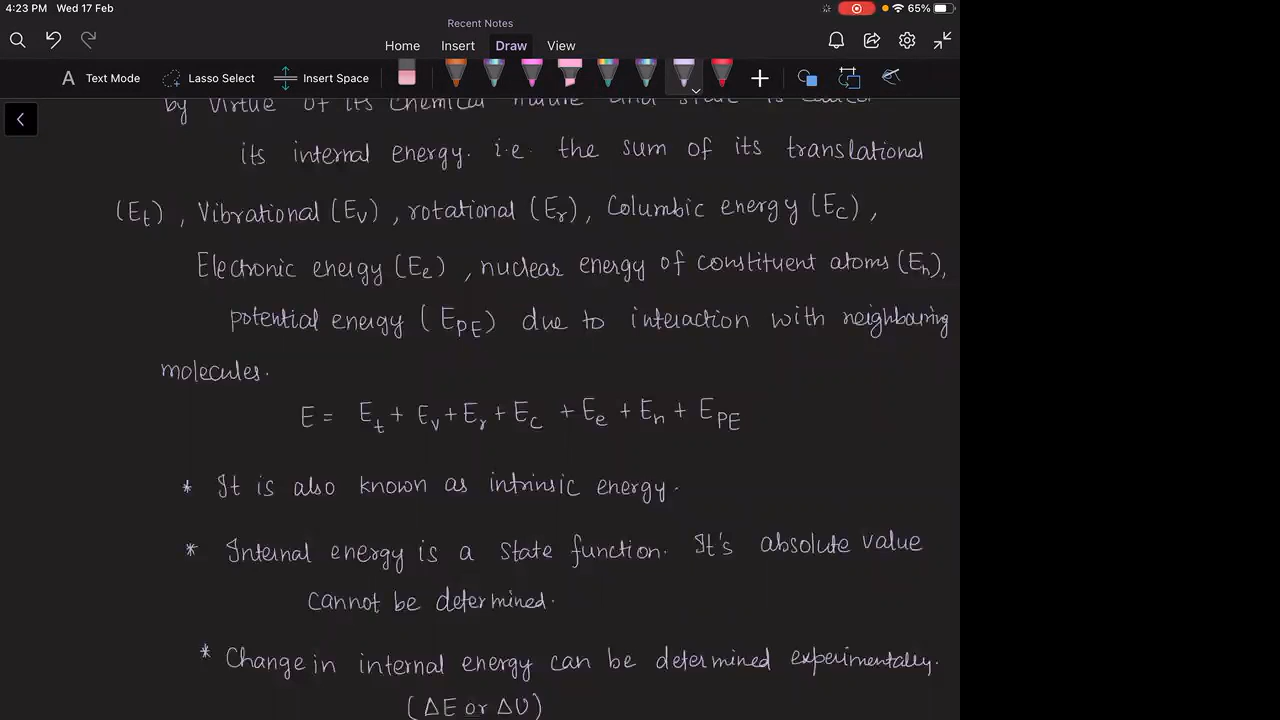 4:23 PM Wed 17 Feb
65%
Recent Notes
Home Insert Draw View
Text Mode Lasso Select Insert Space
by virtue of its chemical nature and state is called
its internal energy. i.e. the sum of its translational
(Et), Vibrational (Ev), rotational (Er), Columbic energy (Ec),
Electronic energy (Ee), nuclear energy of constituent atoms (En),
potential energy (EPE) due to interaction with neighbouring
molecules.
E = Et + Ev + Er + Ec + Ee + En + EPE
* It is also known as intrinsic energy.
* Internal energy is a state function. It's absolute value
cannot be determined.
* Change in internal energy can be determined experimentally.
(ΔE or ΔU)